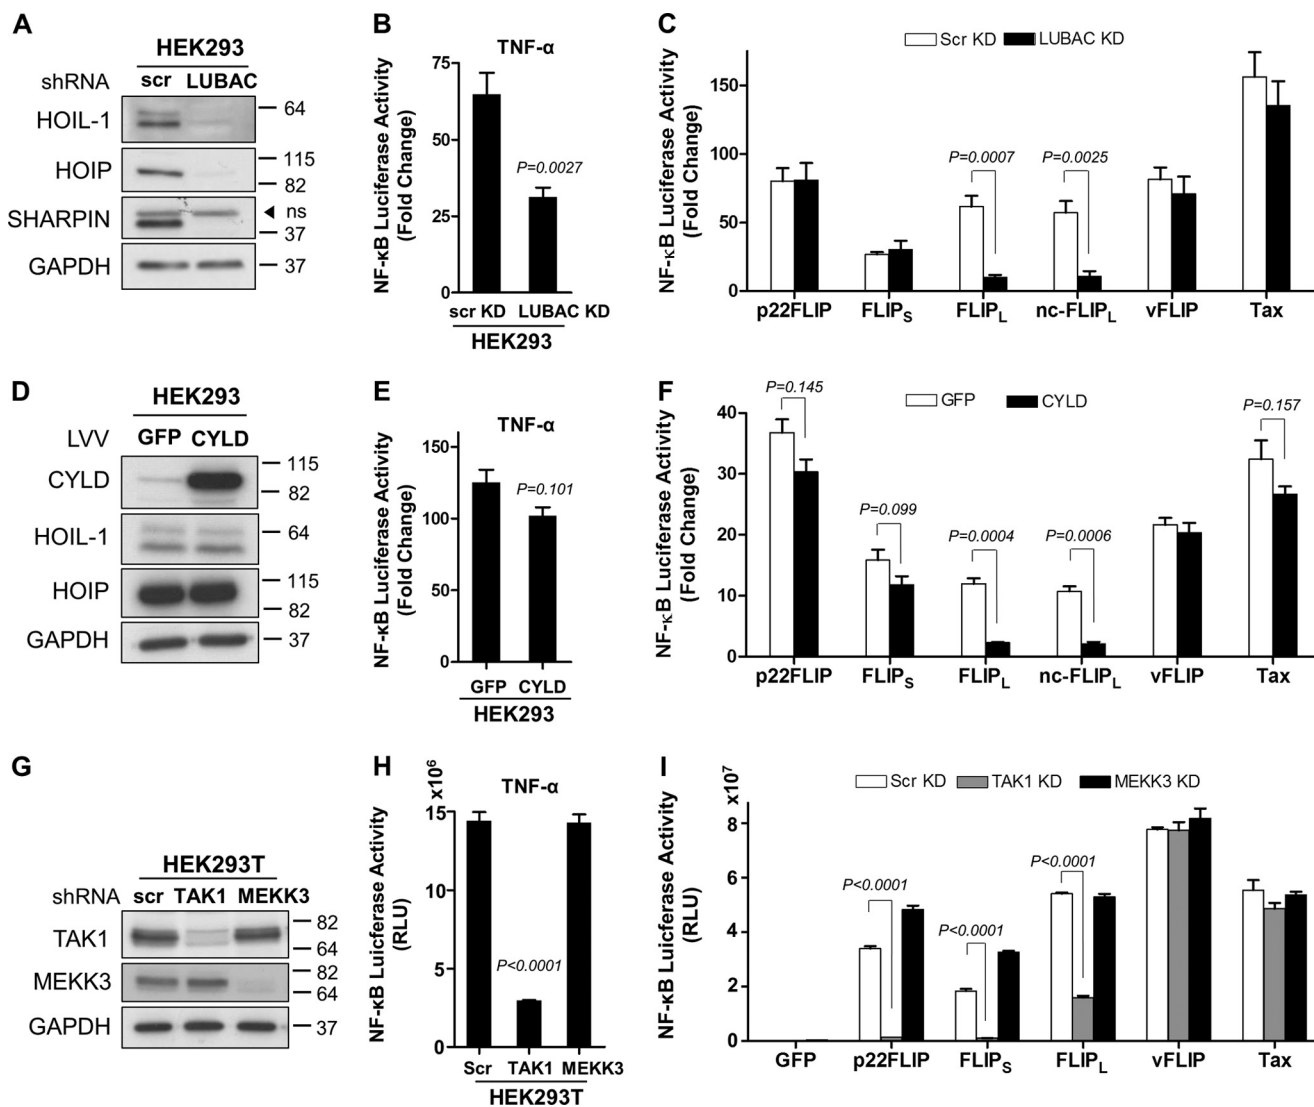 A
HEK293
shRNA scr LUBAC
HOIL-1 64
HOIP 115
82
SHARPIN ns
37
GAPDH 37
B
TNF-α
NF-κB Luciferase Activity
(Fold Change)
75
50
25
0
P=0.0027
scr KD LUBAC KD
HEK293
C
Scr KD LUBAC KD
NF-κB Luciferase Activity
(Fold Change)
150
100
50
0
P=0.0007 P=0.0025
p22FLIP FLIPS FLIPL nc-FLIPL vFLIP Tax
D
HEK293
LVV GFP CYLD
CYLD 115
82
HOIL-1 64
HOIP 115
82
GAPDH 37
E
TNF-α
NF-κB Luciferase Activity
(Fold Change)
150
100
50
0
P=0.101
GFP CYLD
HEK293
F
GFP CYLD
NF-κB Luciferase Activity
(Fold Change)
40
30
20
10
0
P=0.145
P=0.099
P=0.0004 P=0.0006
P=0.157
p22FLIP FLIPS FLIPL nc-FLIPL vFLIP Tax
G
HEK293T
shRNA scr TAK1 MEKK3
TAK1 82
64
MEKK3 82
64
GAPDH 37
H
x10⁶
TNF-α
NF-κB Luicferase Activity
(RLU)
15
10
5
0
P<0.0001
Scr TAK1 MEKK3
HEK293T
I
x10⁷
Scr KD TAK1 KD MEKK3 KD
NF-κB Luciferase Activity
(RLU)
8
6
4
2
0
P<0.0001
P<0.0001
P<0.0001
GFP p22FLIP FLIPS FLIPL vFLIP Tax